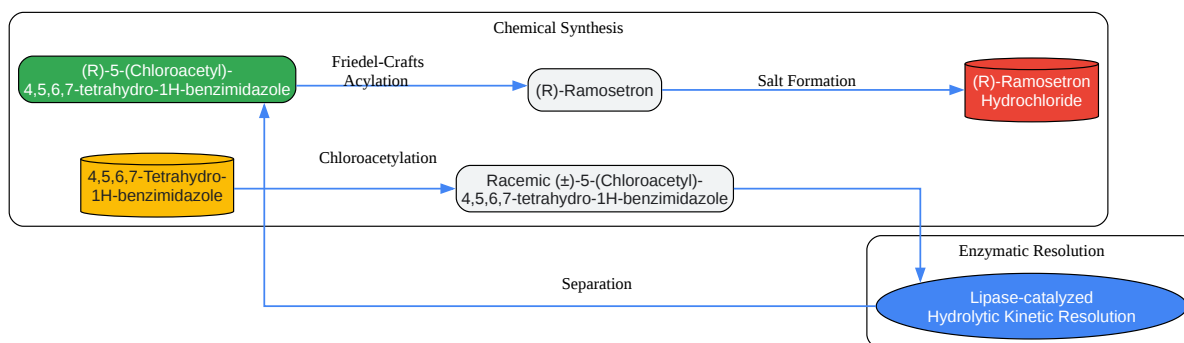 Chemical Synthesis
(R)-5-(Chloroacetyl)-
4,5,6,7-tetrahydro-1H-benzimidazole
Friedel-Crafts
Acylation
(R)-Ramosetron
Salt Formation
(R)-Ramosetron
Hydrochloride
4,5,6,7-Tetrahydro-
1H-benzimidazole
Chloroacetylation
Racemic (±)-5-(Chloroacetyl)-
4,5,6,7-tetrahydro-1H-benzimidazole
Enzymatic Resolution
Separation
Lipase-catalyzed
Hydrolytic Kinetic Resolution